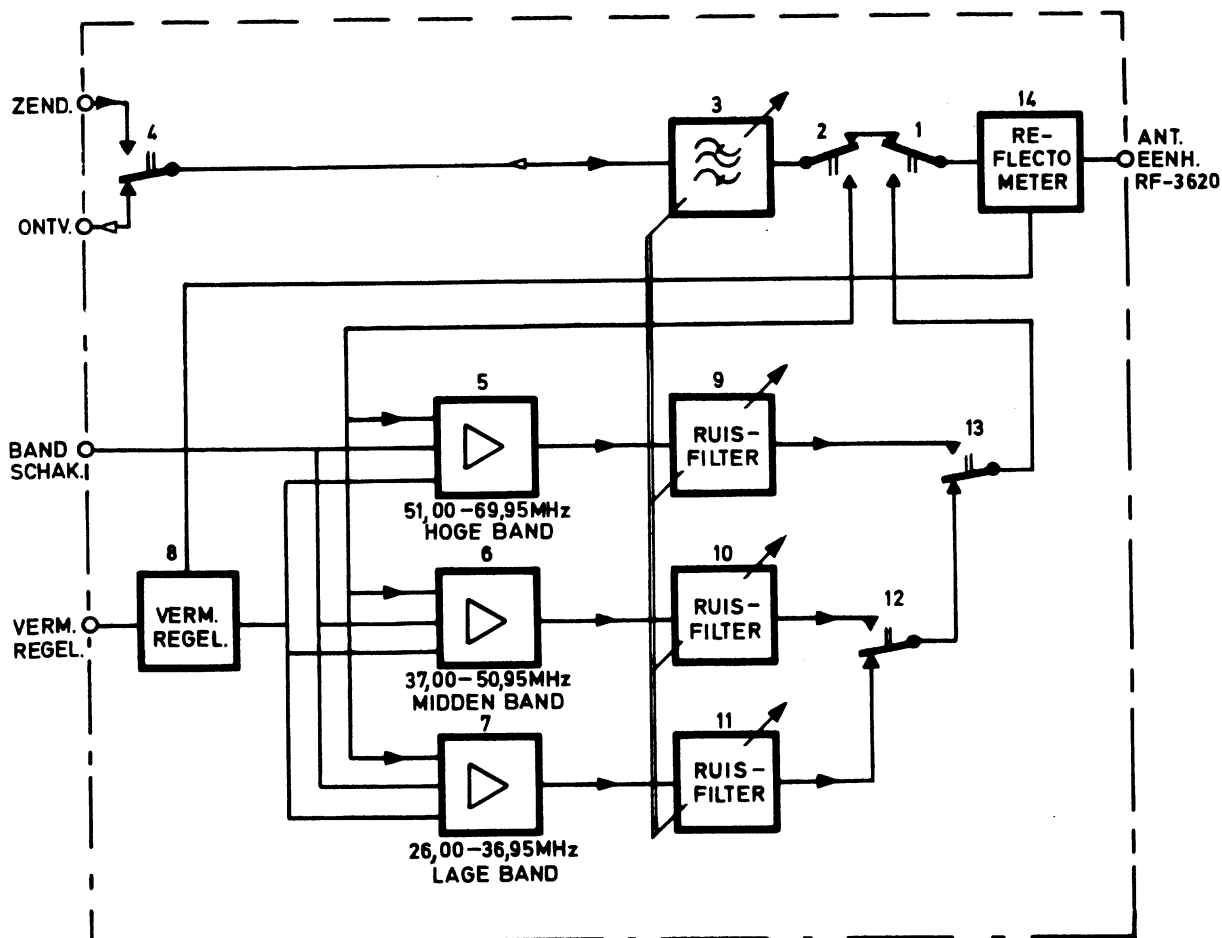 ZEND.
4
ONTV.
3
2
1
14
RE-
FLECTO
METER
ANT.
EENH.
RF-3620
BAND
SCHAK.
5
51,00-69,95MHz
HOGE BAND
9
RUIS-
FILTER
13
VERM.
REGEL.
8
VERM.
REGEL.
6
37,00-50,95MHz
MIDDEN BAND
10
RUIS-
FILTER
12
7
26,00-36,95MHz
LAGE BAND
11
RUIS-
FILTER